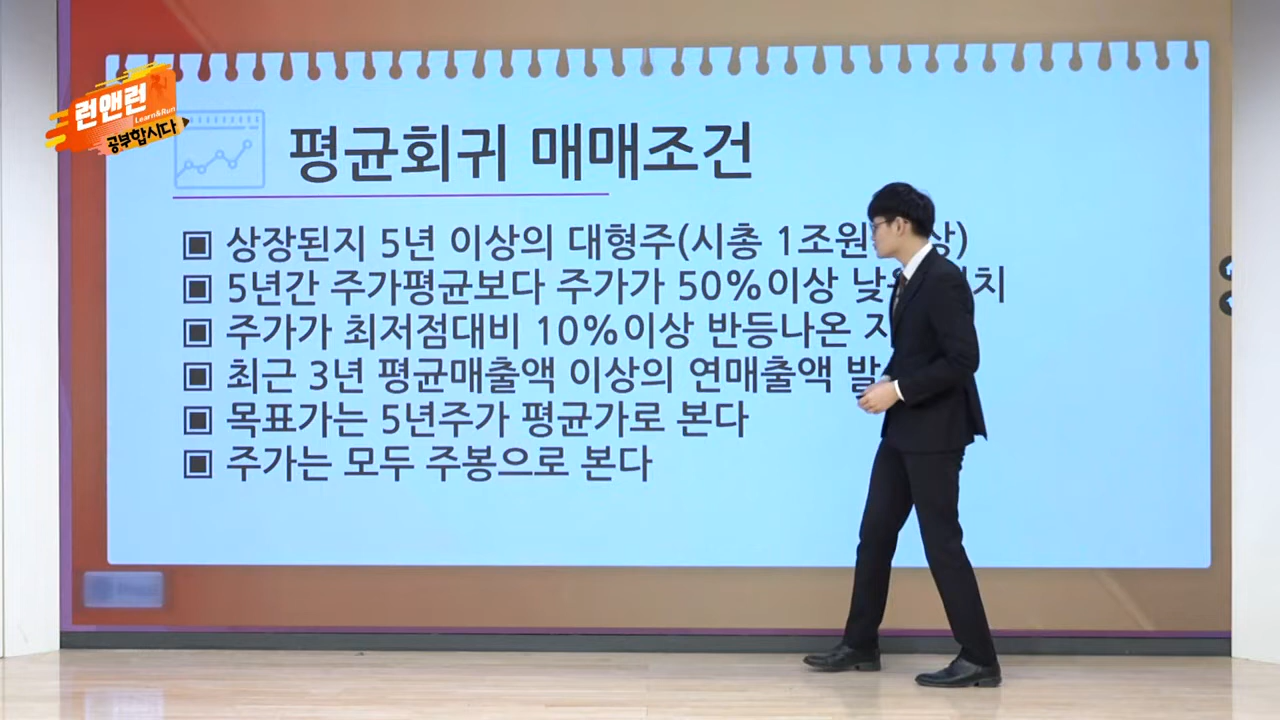 런앤런
Learn&Run
공부합시다
평균회귀 매매조건
▣ 상장된지 5년 이상의 대형주(시총 1조원 상)
▣ 5년간 주가평균보다 주가가 50%이상
▣ 주가가 최저점대비 10%이상 반등나온
▣ 최근 3년 평균매출액 이상의 연매출액
▣ 목표가는 5년주가 평균가로 본다
▣ 주가는 모두 주봉으로 본다